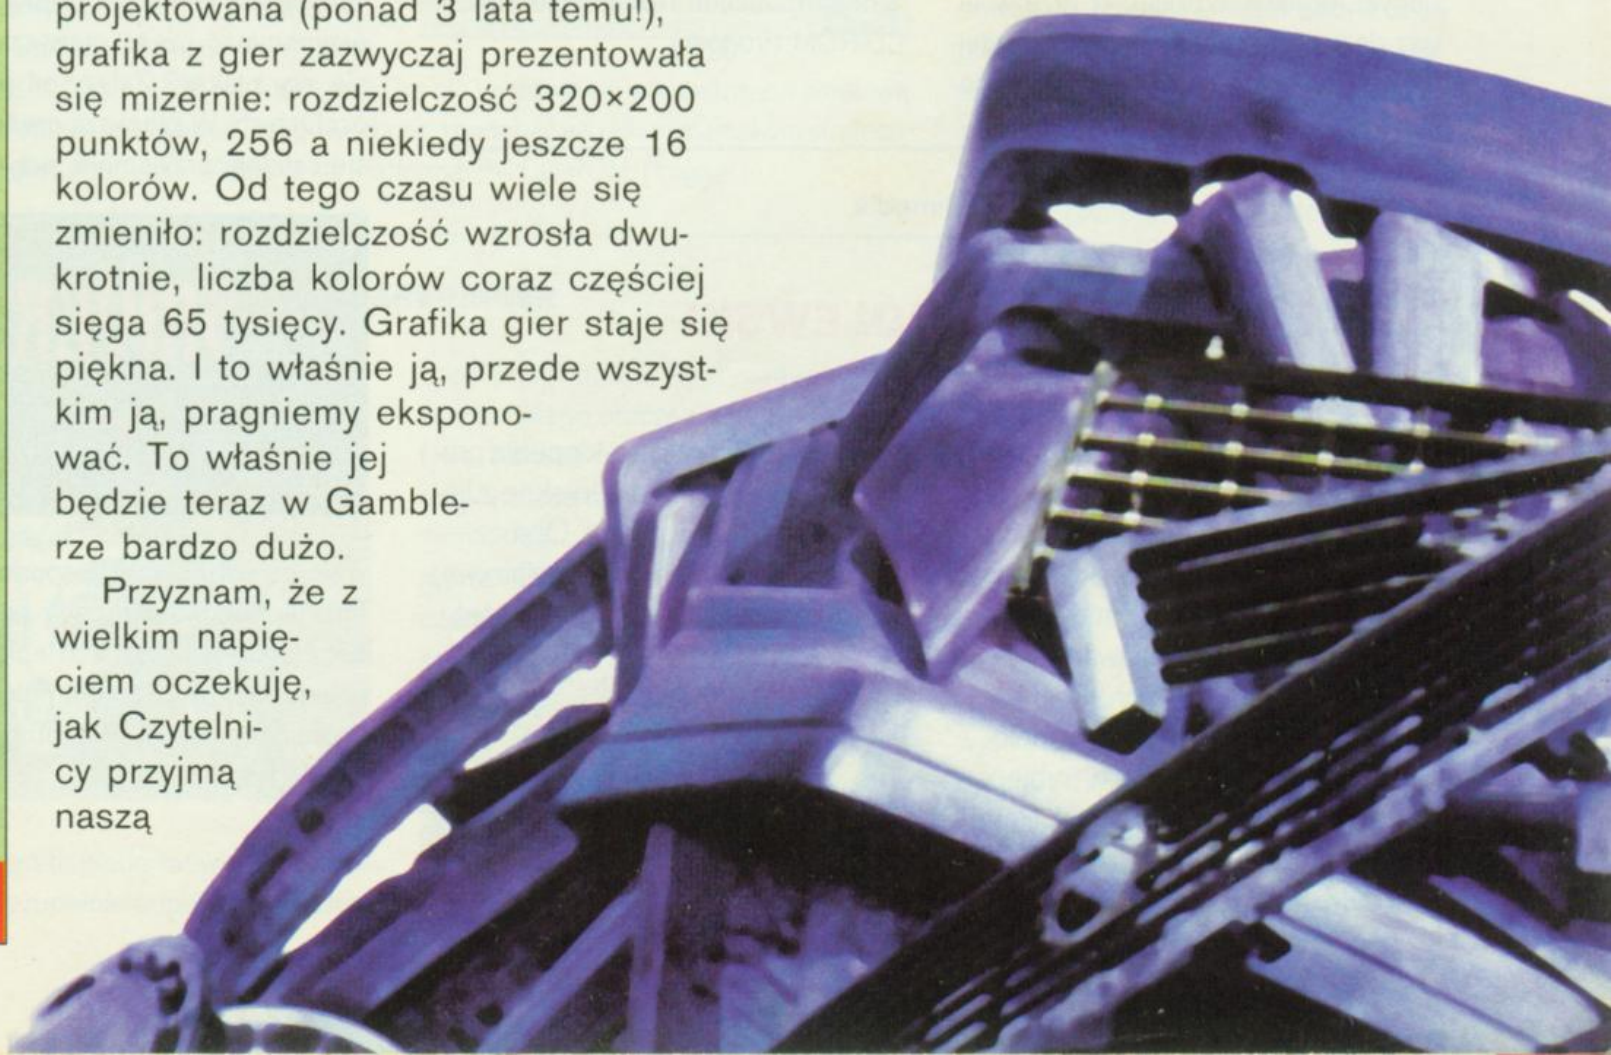 projektowana (ponad 3 lata temu!),
grafika z gier zazwyczaj prezentowała
się mizernie: rozdzielczość 320×200
punktów, 256 a niekiedy jeszcze 16
kolorów. Od tego czasu wiele się
zmieniło: rozdzielczość wzrosła dwu-
krotnie, liczba kolorów coraz częściej
sięga 65 tysięcy. Grafika gier staje się
piękna. I to właśnie ją, przede wszyst-
kim ją, pragniemy ekspono-
wać. To właśnie jej
będzie teraz w Gamble-
rze bardzo dużo.
Przyznam, że z
wielkim napię-
ciem oczekuję,
jak Czytelni-
cy przyjmą
naszą